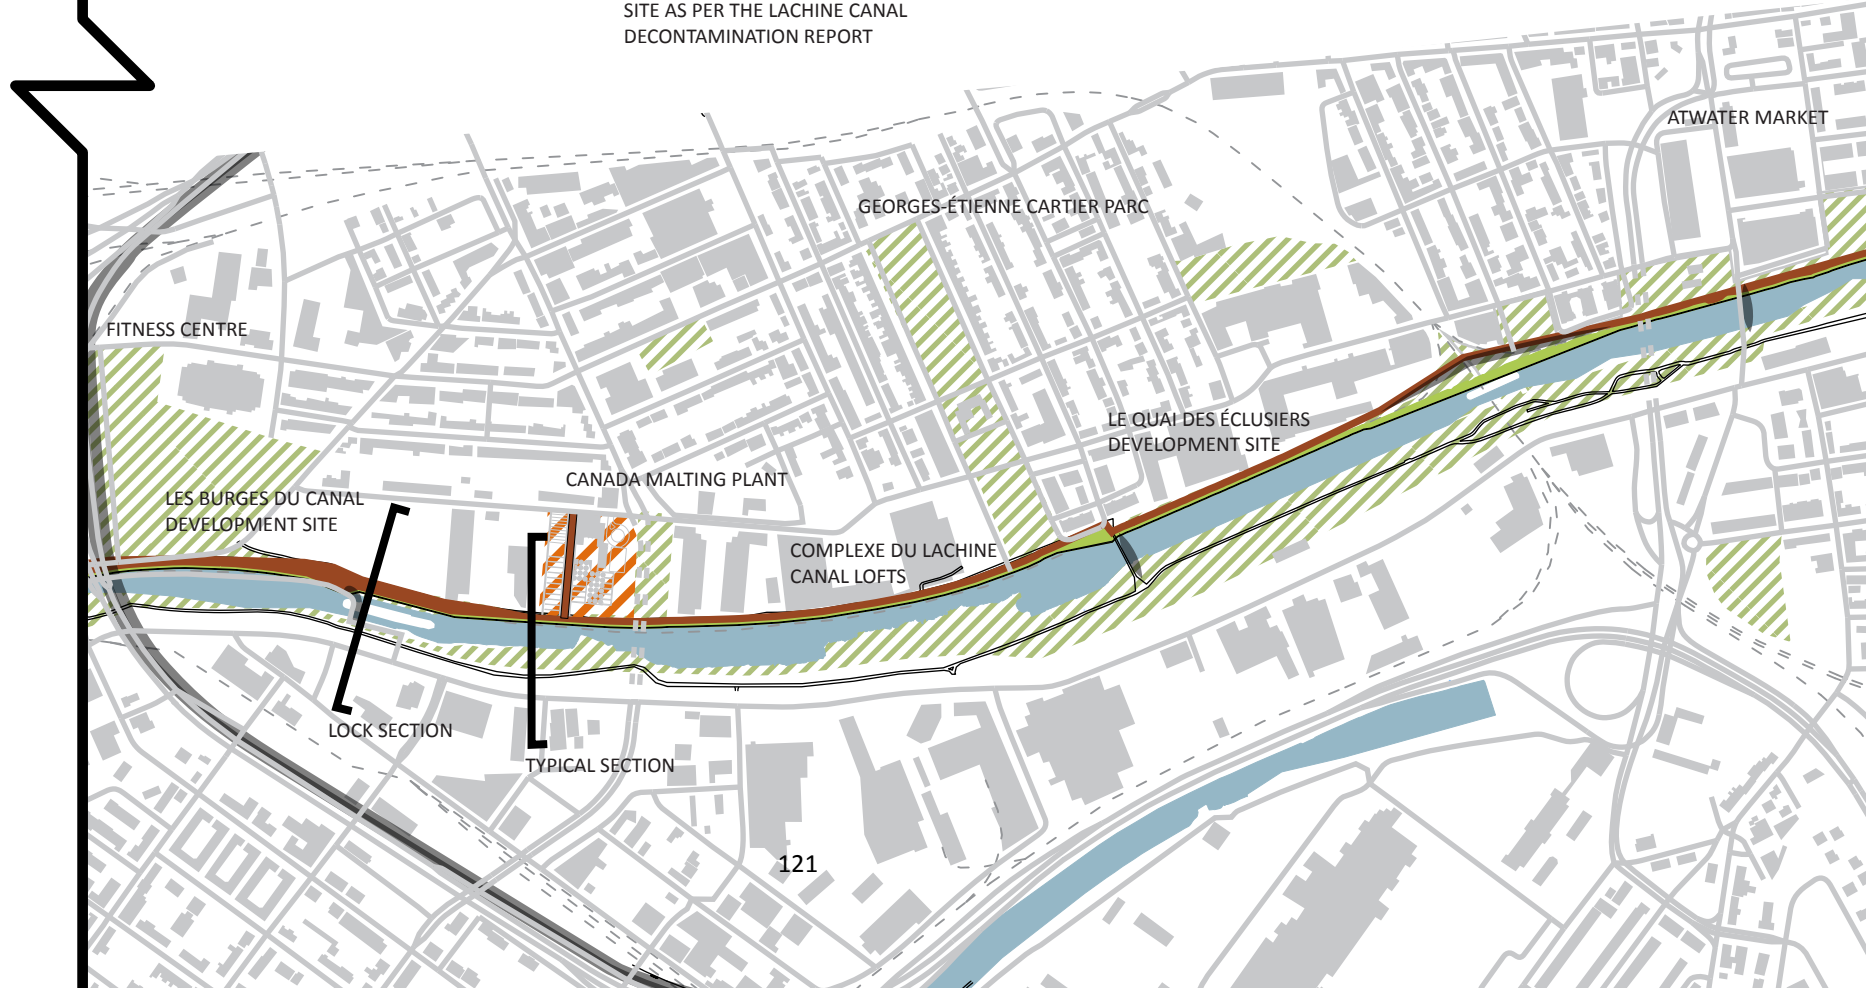 SITE AS PER THE LACHINE CANAL
DECONTAMINATION REPORT
ATWATER MARKET
GEORGES-ÉTIENNE CARTIER PARC
FITNESS CENTRE
LE QUAI DES ÉCLUSIERS
DEVELOPMENT SITE
CANADA MALTING PLANT
LES BURGES DU CANAL
DEVELOPMENT SITE
COMPLEXE DU LACHINE
CANAL LOFTS
LOCK SECTION
TYPICAL SECTION
121